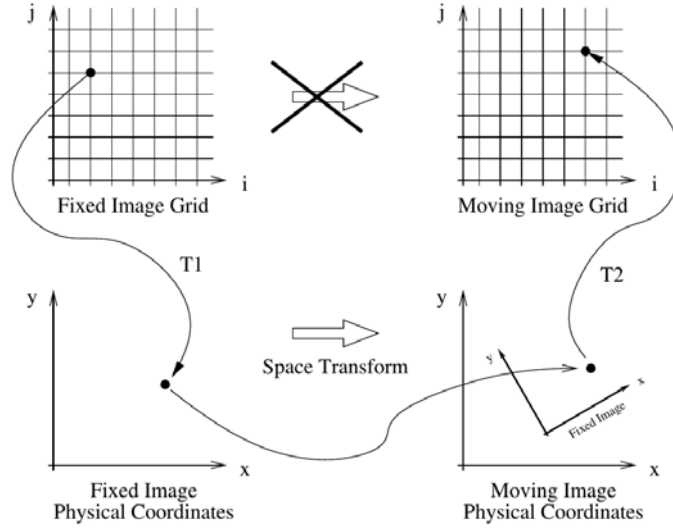 j
j
i
i
Fixed Image Grid
Moving Image Grid
T1
T2
y
y
Space Transform
y
x
Fixed Image
x
x
Fixed Image
Physical Coordinates
Moving Image
Physical Coordinates